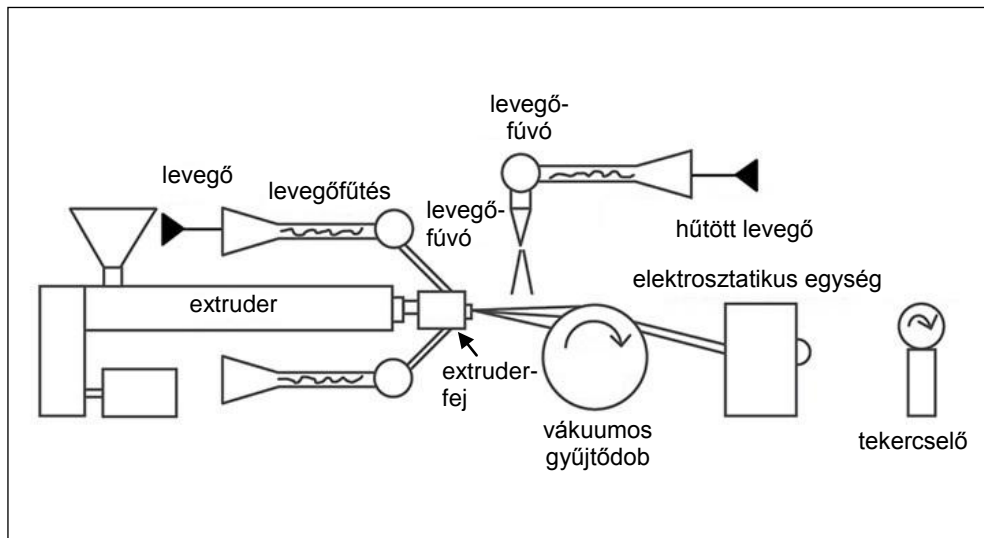 levegő-
fúvó
levegő
levegőfűtés
levegő-
fúvó
hűtött levegő
elektrosztatikus egység
extruder
extruder-
fej
vákuumos
gyűjtődob
tekercselő